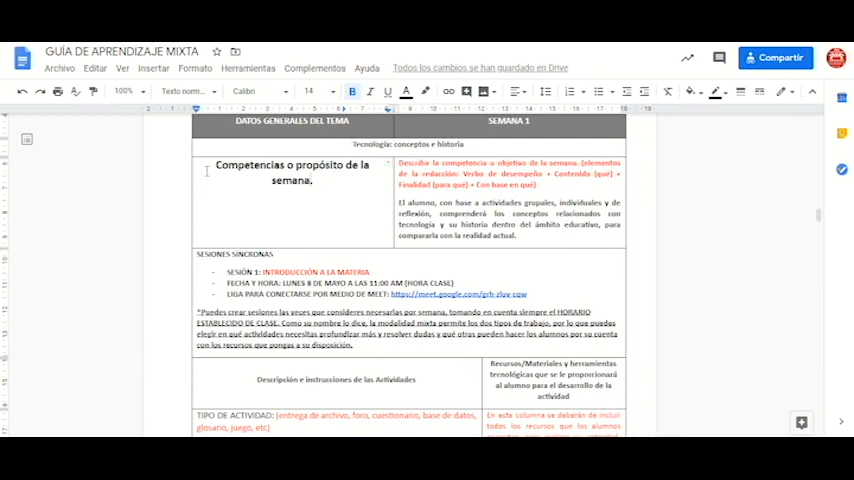 GUÍA DE APRENDIZAJE MIXTA
Archivo Editar Ver Insertar Formato Herramientas Complementos Ayuda Todos los cambios se han guardado en Drive
Compartir
100% Texto norm... Calibri 14
DATOS GENERALES DEL TEMA SEMANA 1
Tecnología: conceptos e historia
Competencias o propósito de la
semana.
Describir la competencia o objetivo de la semana. (elementos
de la redacción: Verbo de desempeño + Contenido (qué) +
Finalidad (para qué) + Con base en qué)
El alumno, con base a actividades grupales, individuales y de
reflexión, comprenderá los conceptos relacionados con
tecnología y su historia dentro del ámbito educativo, para
compararla con la realidad actual.
SESIONES SÍNCRONAS
- SESIÓN 1: INTRODUCCIÓN A LA MATERIA
- FECHA Y HORA: LUNES 8 DE MAYO A LAS 11:00 AM (HORA CLASE)
- LIGA PARA CONECTARSE POR MEDIO DE MEET: https://meet.google.com/grh-zluy-cqw
*Puedes crear sesiones las veces que consideres necesarias por semana, tomando en cuenta siempre el HORARIO
ESTABLECIDO DE CLASE. Como su nombre lo dice, la modalidad mixta permite los dos tipos de trabajo, por lo que puedes
elegir en qué actividades necesitas profundizar más y resolver dudas y qué otras pueden hacer los alumnos por su cuenta
con los recursos que pongas a su disposición.
Descripción e instrucciones de las Actividades
Recursos/Materiales y herramientas
tecnológicas que se le proporcionará
al alumno para el desarrollo de la
actividad
TIPO DE ACTIVIDAD: (entrega de archivo, foro, cuestionario, base de datos,
glosario, juego, etc)
En esta columna se deberán de incluir
todos los recursos que los alumnos